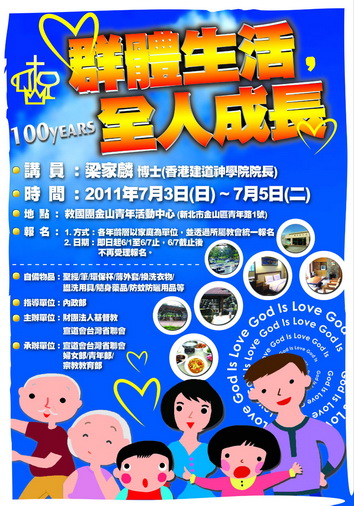 群體生活，
全人成長
100YEARS
講員：梁家麟 博士(香港建道神學院院長)
時間：2011年7月3日(日)～7月5日(二)
地點：救國團金山青年活動中心 (新北市金山區青年路1號)
報名：1. 方式：各年齡層以家庭為單位，並透過所屬教會統一報名
2. 日期：即日起6/1至6/7止，6/7截止後
不再受理報名。
自備物品：聖經/筆/環保杯/薄外套/換洗衣物/
盥洗用具/隨身藥品/防蚊防曬用品等
指導單位：內政部
主辦單位：財團法人基督教
宣道會台灣省聯會
承辦單位：宣道會台灣省聯會
婦女部/青年部/
宗教教育部
God Is Love God Is Love God Is Love God Is Love